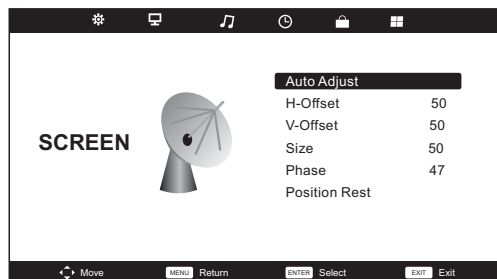 SCREEN
Auto Adjust
H-Offset 50
V-Offset 50
Size 50
Phase 47
Position Rest
Move MENU Return ENTER Select EXIT Exit